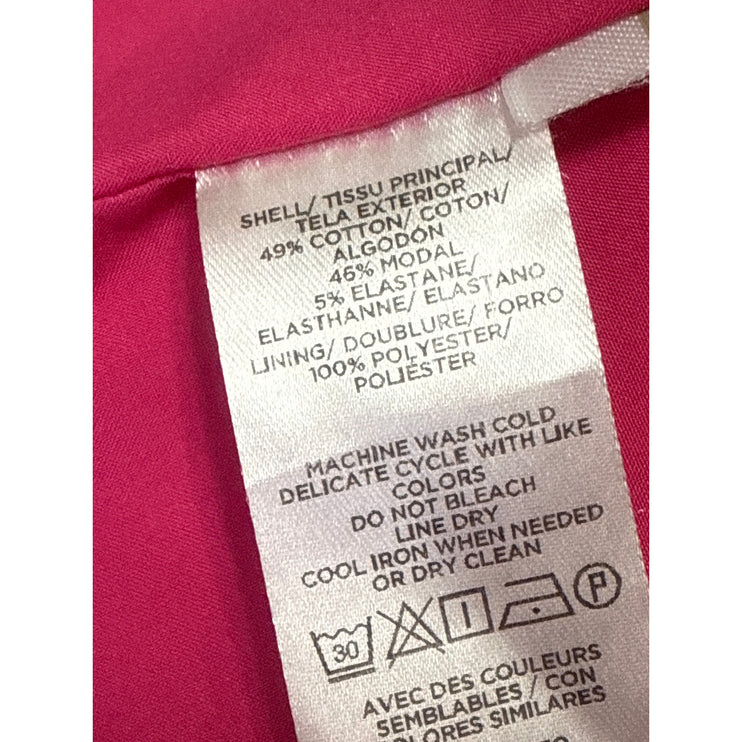 SHELL/ TISSU PRINCIPAL/
TELA EXTERIOR
49% COTTON/ COTON/
ALGODÓN
46% MODAL
5% ELASTANE/
ELASTHANNE/ ELASTANO
LINING/ DOUBLURE/ FORRO
100% POLYESTER/
POLIÉSTER
MACHINE WASH COLD
DELICATE CYCLE WITH LIKE
COLORS
DO NOT BLEACH
LINE DRY
COOL IRON WHEN NEEDED
OR DRY CLEAN
30 P
AVEC DES COULEURS
SEMBLABLES / CON
COLORES SIMILARES